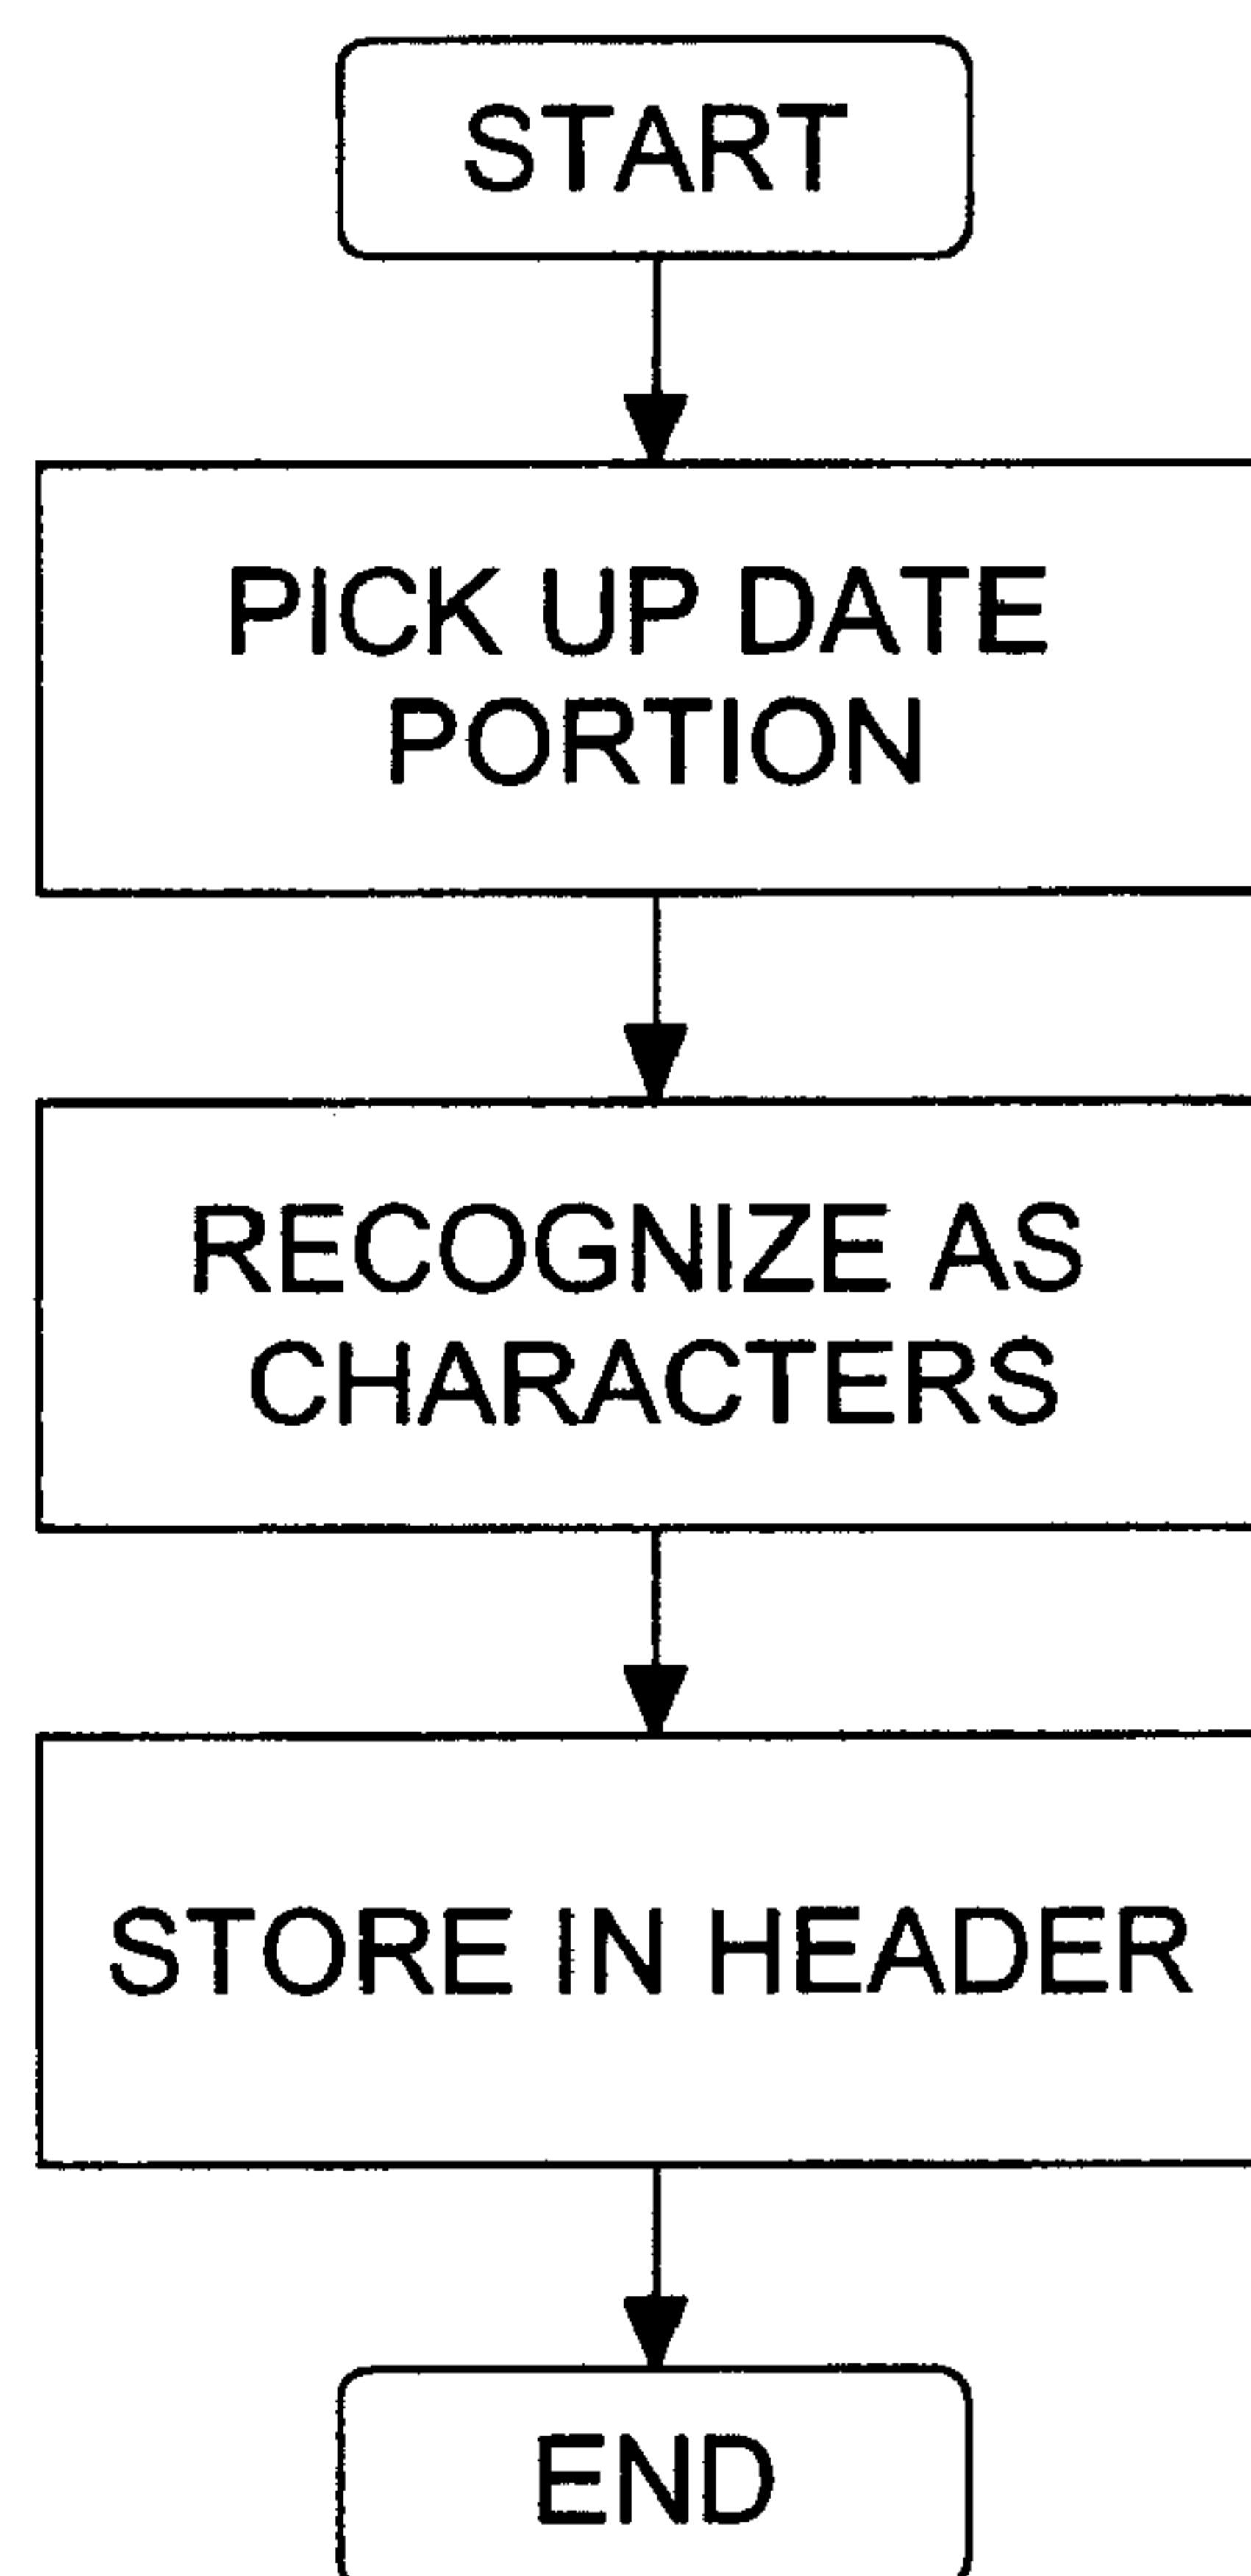 START
PICK UP DATE
PORTION
RECOGNIZE AS
CHARACTERS
STORE IN HEADER
END